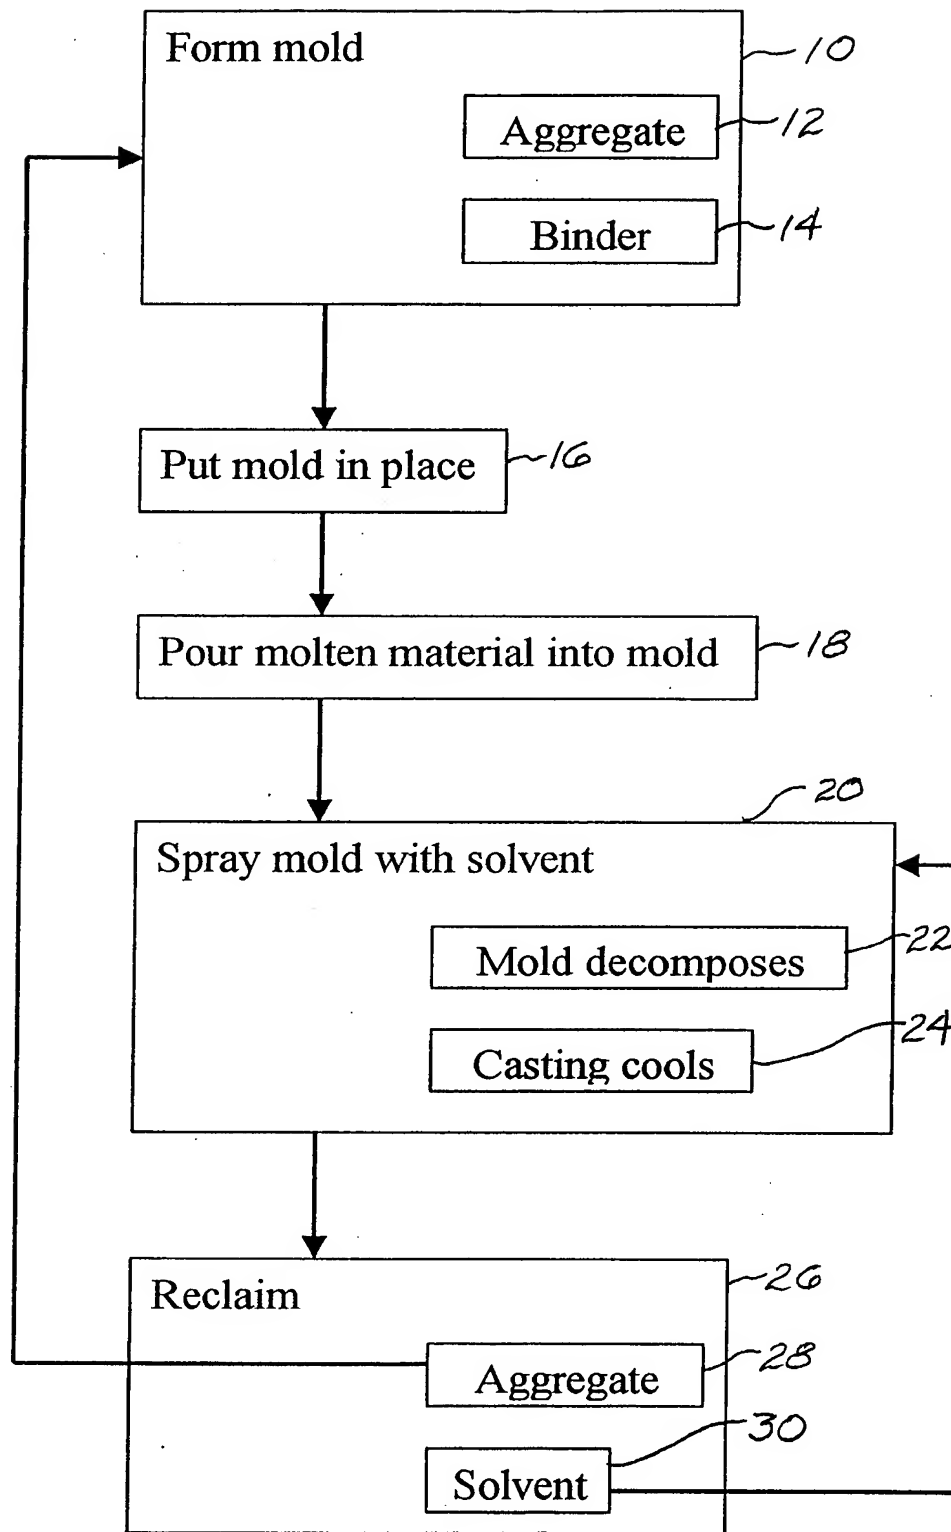 Form mold
10
Aggregate
12
Binder
14
Put mold in place
16
Pour molten material into mold
18
20
Spray mold with solvent
22
Mold decomposes
24
Casting cools
Reclaim
26
Aggregate
28
30
Solvent